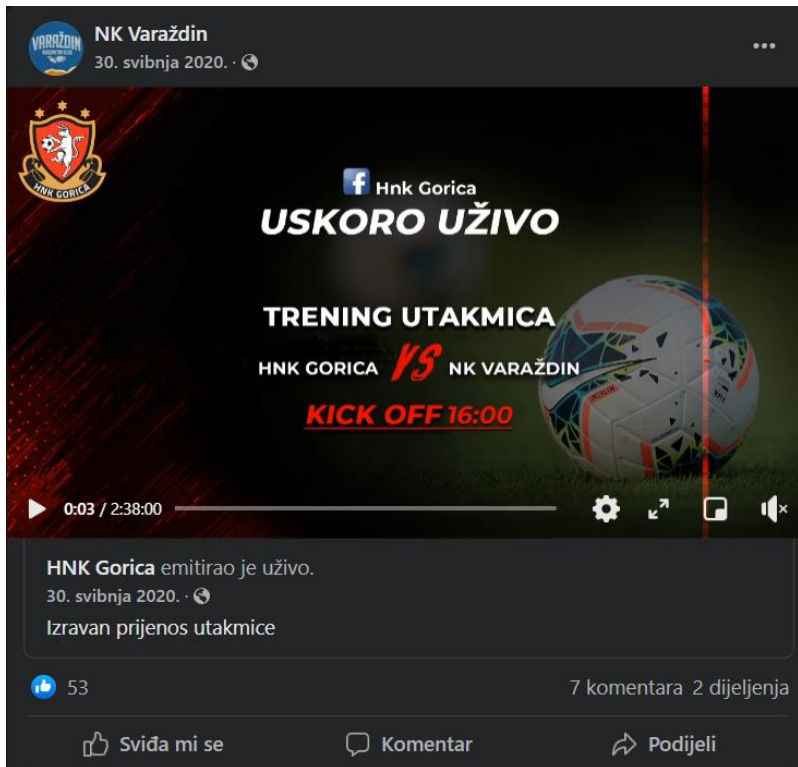 VARAŽDIN
NK Varaždin
30. svibnja 2020. ·
HNK GORICA
f Hnk Gorica
USKORO UŽIVO
TRENING UTAKMICA
HNK GORICA VS NK VARAŽDIN
KICK OFF 16:00
0:03 / 2:38:00
HNK Gorica emitirao je uživo.
30. svibnja 2020. ·
Izravan prijenos utakmice
53
7 komentara 2 dijeljenja
Sviđa mi se
Komentar
Podijeli